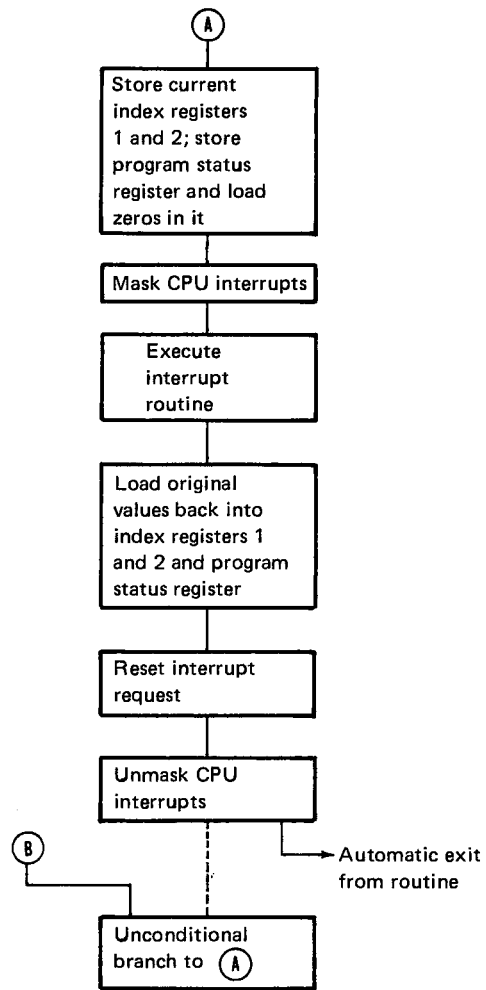 A
Store current
index registers
1 and 2; store
program status
register and load
zeros in it
Mask CPU interrupts
Execute
interrupt
routine
Load original
values back into
index registers 1
and 2 and program
status register
Reset interrupt
request
Unmask CPU
interrupts
B
Automatic exit
from routine
Unconditional
branch to A